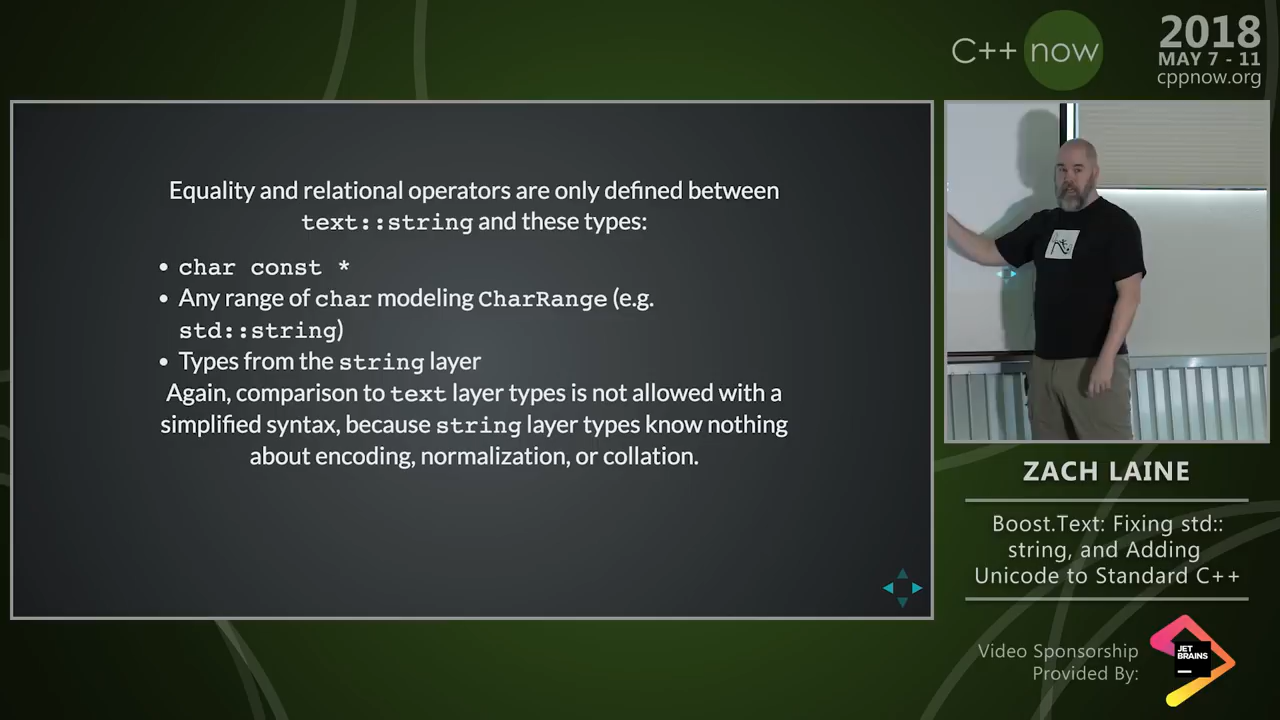 C++ now
2018
MAY 7 - 11
cppnow.org
Equality and relational operators are only defined between
text::string and these types:
• char const *
• Any range of char modeling CharRange (e.g.
std::string)
• Types from the string layer
Again, comparison to text layer types is not allowed with a
simplified syntax, because string layer types know nothing
about encoding, normalization, or collation.
ZACH LAINE
Boost.Text: Fixing std::
string, and Adding
Unicode to Standard C++
Video Sponsorship
Provided By:
JET
BRAINS